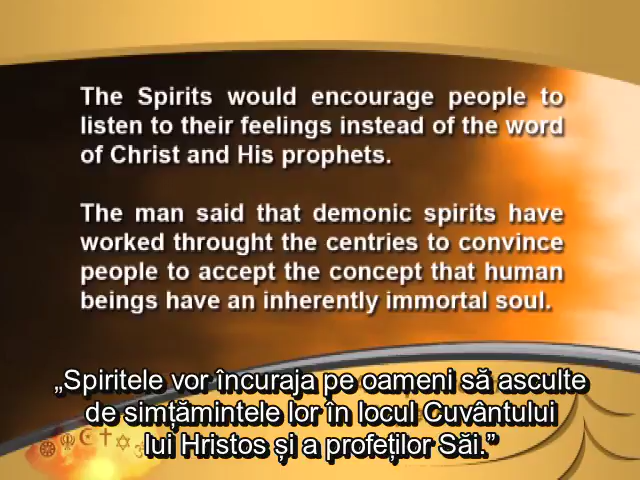 The Spirits would encourage people to
listen to their feelings instead of the word
of Christ and His prophets.
The man said that demonic spirits have
worked throught the centries to convince
people to accept the concept that human
beings have an inherently immortal soul.
„Spiritele vor încuraja pe oameni să asculte
de simțămintele lor în locul Cuvântului
lui Hristos și a profeților Săi.”